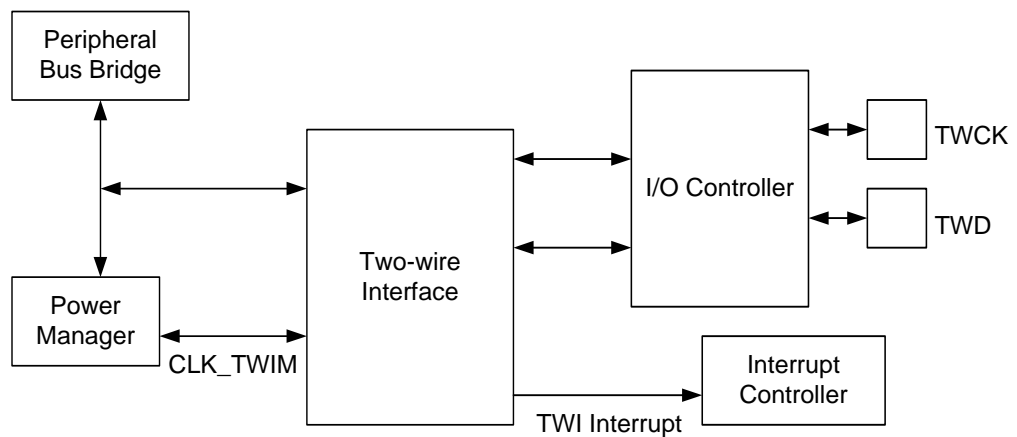 Peripheral
Bus Bridge
TWCK
I/O Controller
TWD
Two-wire
Interface
Power
Manager
CLK_TWIM
Interrupt
Controller
TWI Interrupt